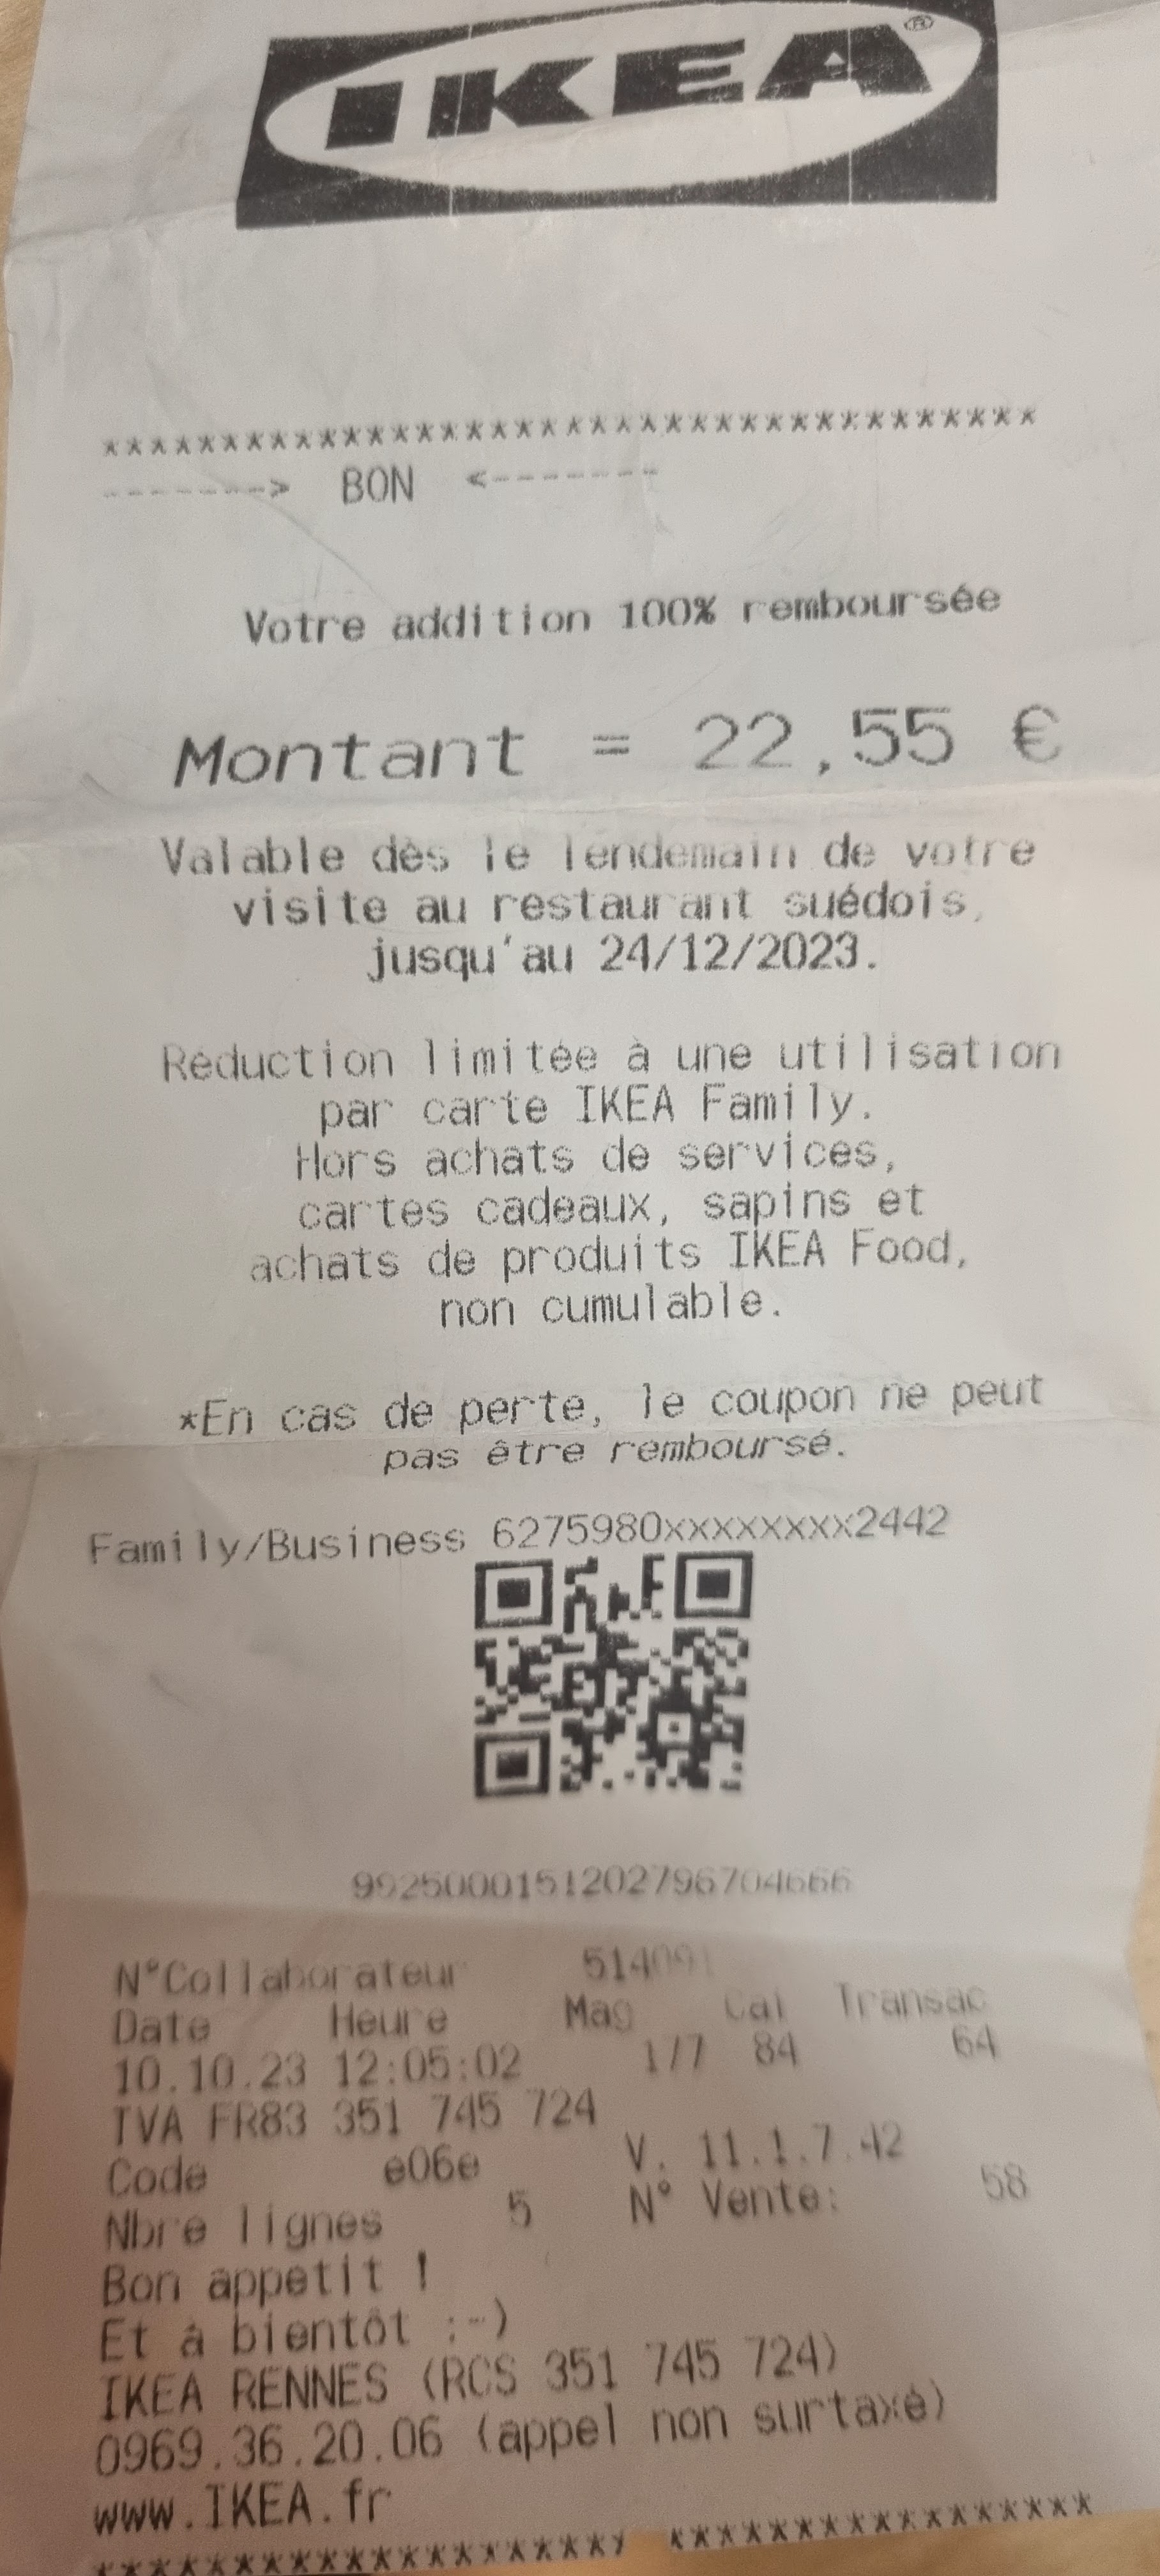 IKEA®
*************************************
-------> BON <-------
Votre addition 100% remboursée
Montant = 22,55 €
Valable dès le lendemain de votre
visite au restaurant suédois,
jusqu'au 24/12/2023.
Réduction limitée à une utilisation
par carte IKEA Family.
Hors achats de services,
cartes cadeaux, sapins et
achats de produits IKEA Food,
non cumulable.
*En cas de perte, le coupon ne peut
pas être remboursé.
Family/Business 6275980xxxxxxxx2442
9925000151202796704666
N°Collaborateur 514091
Date Heure Mag Cai Transac
10.10.23 12:05:02 177 84 64
TVA FR83 351 745 724
Code e06e V. 11.1.7.42
Nbre lignes 5 N° Vente: 58
Bon appetit !
Et à bientôt :-)
IKEA RENNES (RCS 351 745 724)
0969.36.20.06 (appel non surtaxé)
www.IKEA.fr
*************************************